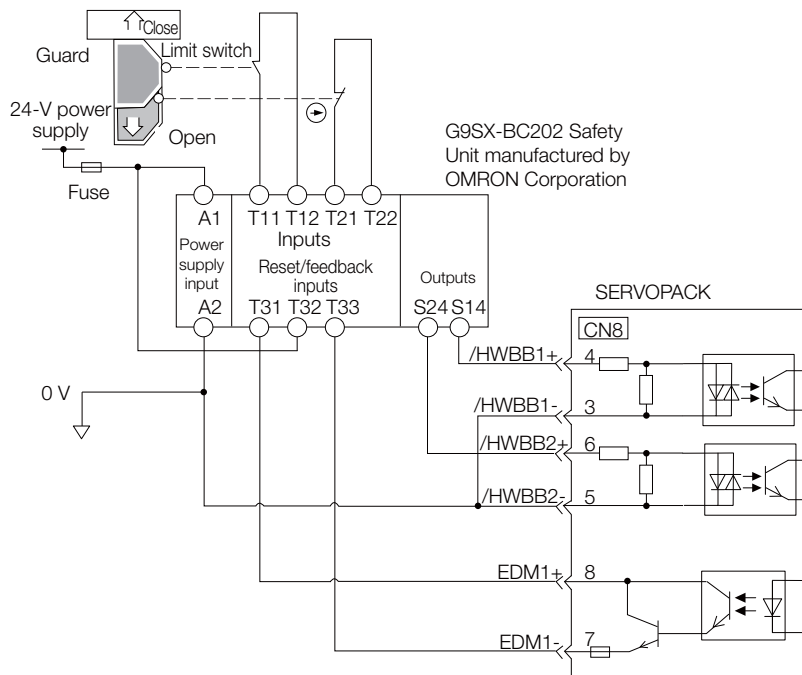 Close
Guard
Limit switch
24-V power
supply
Open
Fuse
G9SX-BC202 Safety
Unit manufactured by
OMRON Corporation
A1
T11
T12
T21
T22
Inputs
Power
supply
input
Reset/feedback
inputs
Outputs
A2
T31
T32
T33
S24
S14
SERVOPACK
CN8
/HWBB1+
4
0 V
/HWBB1-
3
/HWBB2+
6
/HWBB2-
5
EDM1+
8
EDM1-
7